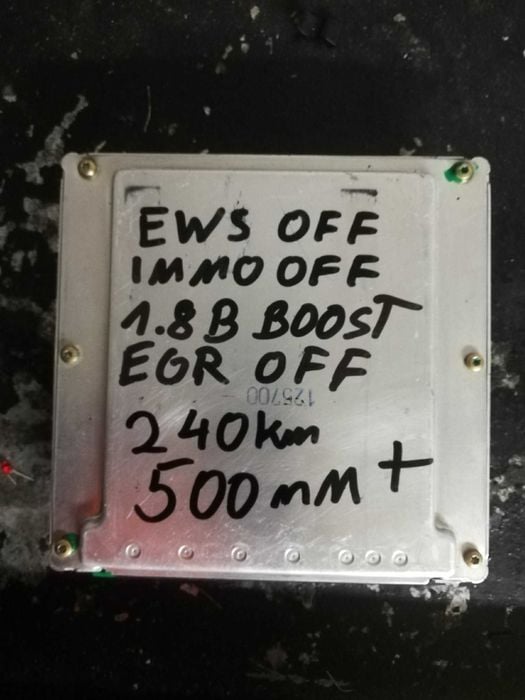 EWS OFF
IMMO OFF
1.8 B BOOST
EGR OFF
125700
240km
500mM +